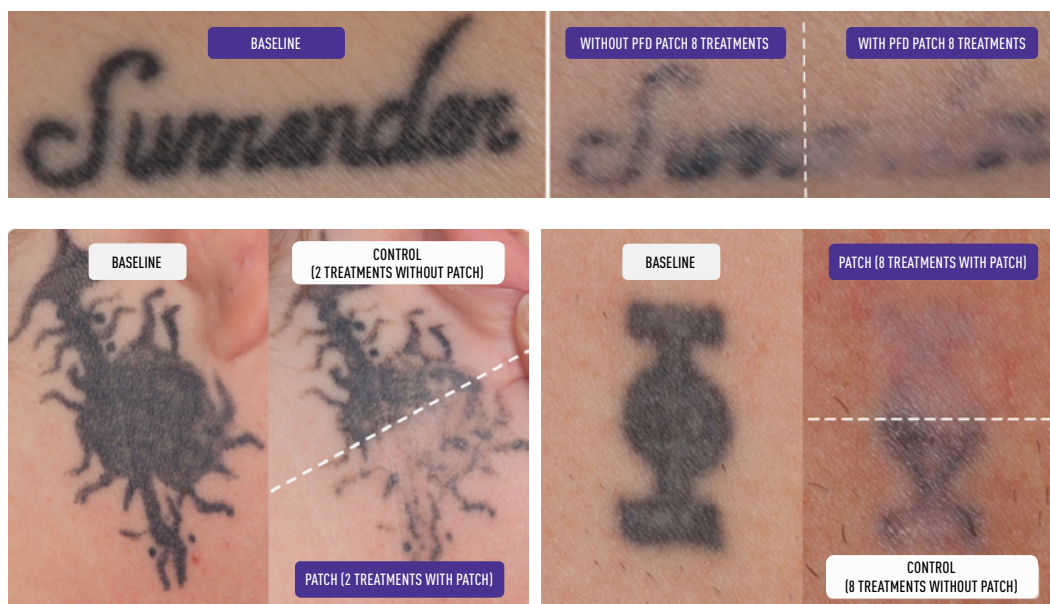 BASELINE
WITHOUT PFD PATCH 8 TREATMENTS
WITH PFD PATCH 8 TREATMENTS
Surrender
BASELINE
CONTROL
(2 TREATMENTS WITHOUT PATCH)
PATCH (2 TREATMENTS WITH PATCH)
BASELINE
PATCH (8 TREATMENTS WITH PATCH)
CONTROL
(8 TREATMENTS WITHOUT PATCH)